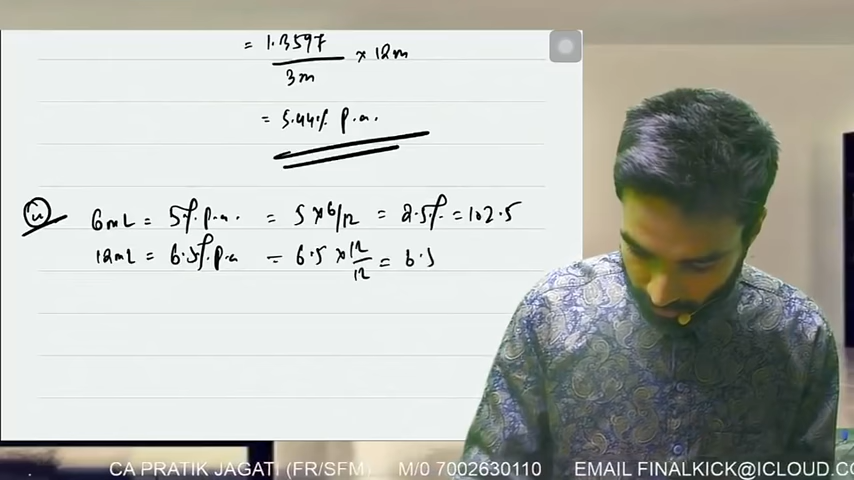 = 1.3597 / 3m × 12m
= 5.44% p.a.
(iv) 6mL = 5% p.a. = 5 × 6/12 = 2.5% = 102.5
12mL = 6.5% p.a = 6.5 × 12/12 = 6.5
CA PRATIK JAGATI (FR/SFM) M/0 7002630110 EMAIL FINALKICK@ICLOUD.CO